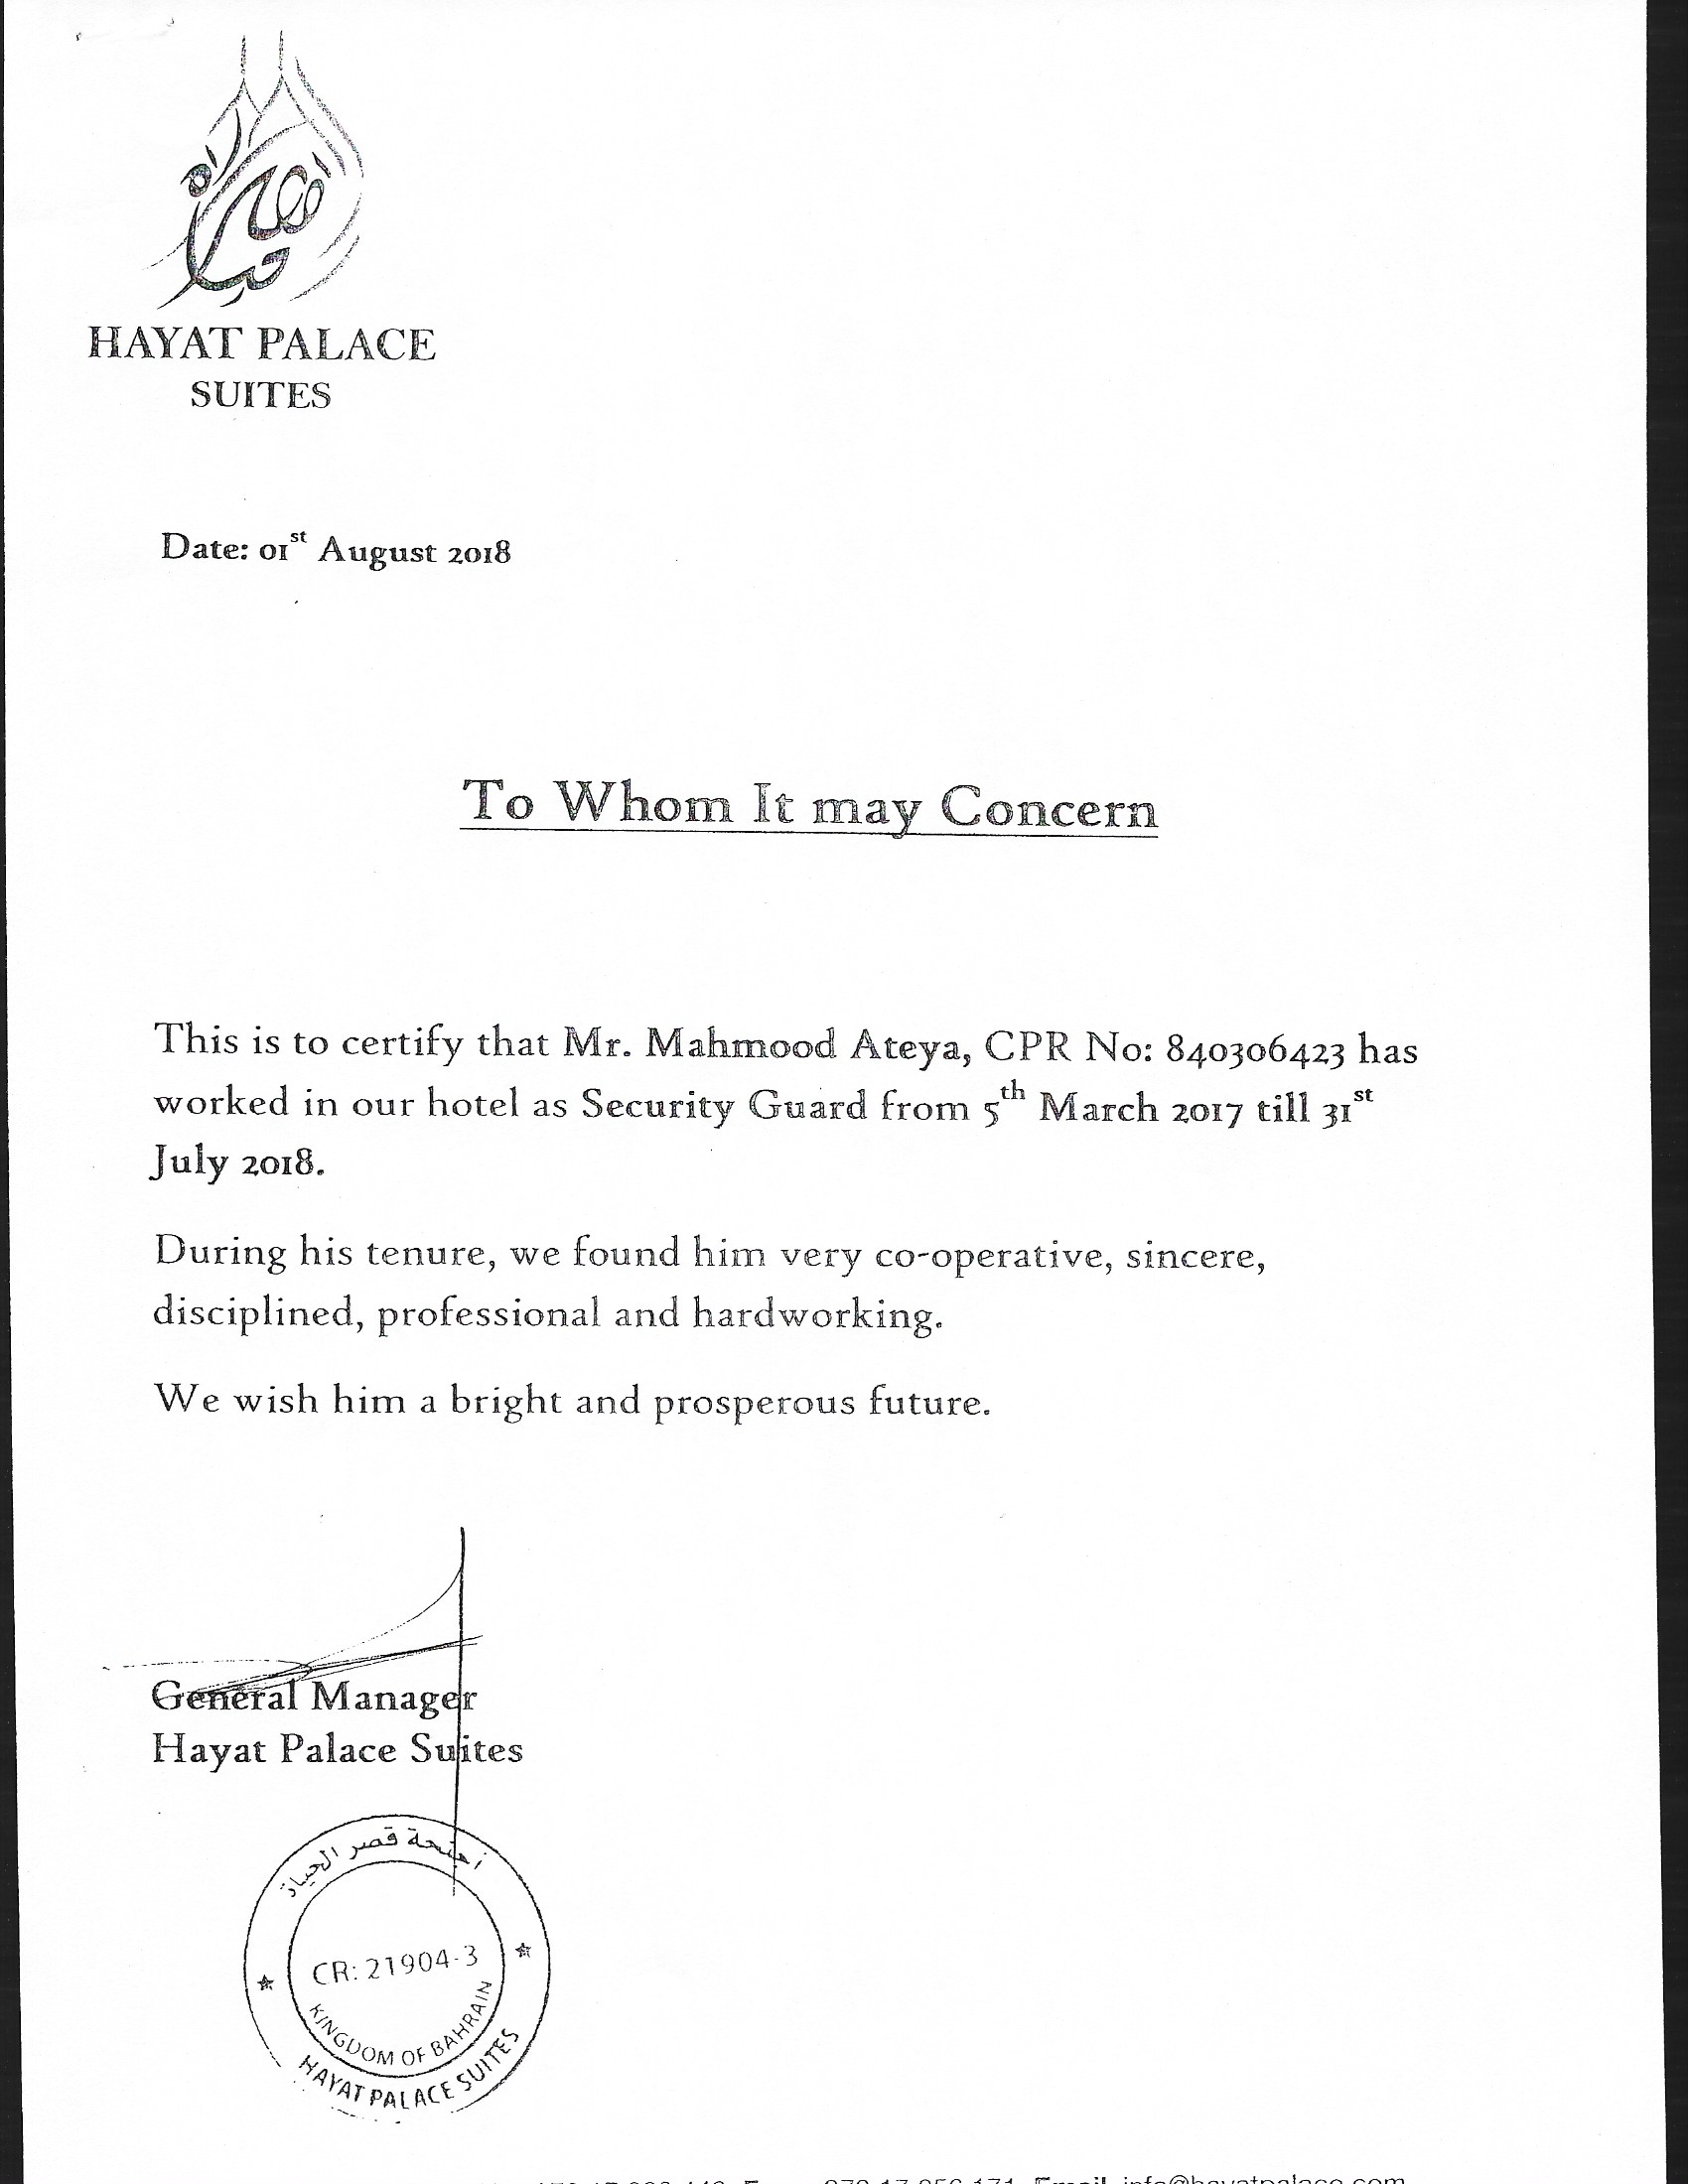 HAYAT PALACE
SUITES
Date: 01st August 2018
To Whom It may Concern
This is to certify that Mr. Mahmood Ateya, CPR No: 840306423 has
worked in our hotel as Security Guard from 5th March 2017 till 31st
July 2018.
During his tenure, we found him very co-operative, sincere,
disciplined, professional and hardworking.
We wish him a bright and prosperous future.
General Manager
Hayat Palace Suites
أجنحة قصر الحياة
CR: 21904-3
KINGDOM OF BAHRAIN
HAYAT PALACE SUITES
Email info@hayatpalace.com